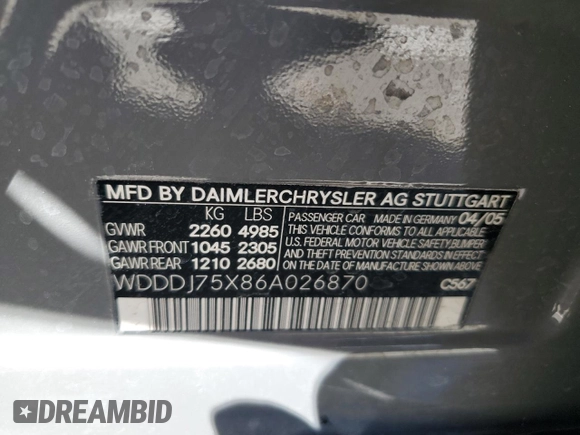 MFD BY DAIMLERCHRYSLER AG STUTTGART
KG LBS
GVWR 2260 4985
GAWR FRONT 1045 2305
GAWR REAR 1210 2680
PASSENGER CAR MADE IN GERMANY 04/05
THIS VEHICLE CONFORMS TO ALL APPLICABLE
U.S. FEDERAL MOTOR VEHICLE SAFETY, BUMPER,
AND THEFT PREVENTION STANDARDS IN EFFECT
ON THE DATE OF MANUFACTURE SHOWN ABOVE.
WDDDJ75X86A026870
C567
DREAMBID